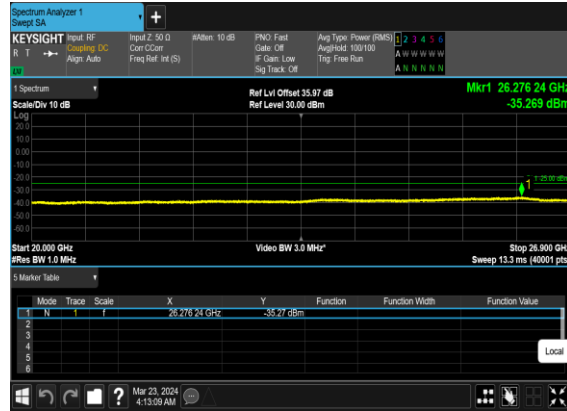 Spectrum Analyzer 1
Swept SA
KEYSIGHT Input: RF Input Z: 50 Ω #Atten: 10 dB PNO: Fast Avg Type: Power (RMS) 1 2 3 4 5 6
R T Coupling: DC Corr CCorr Gate: Off Avg|Hold: 100/100 A W W W W W
Align: Auto Freq Ref: Int (S) IF Gain: Low Trig: Free Run
Sig Track: Off A N N N N N
1 Spectrum Ref Lvl Offset 35.97 dB Mkr1 26.276 24 GHz
Scale/Div 10 dB Ref Level 30.00 dBm -35.269 dBm
Log
20.0
10.0
0.00
-10.0
-20.0
-30.0
-40.0
-50.0
-60.0
1
Start 20.000 GHz Video BW 3.0 MHz* Stop 26.900 GHz
#Res BW 1.0 MHz Sweep 13.3 ms (40001 pts)
5 Marker Table
Mode Trace Scale X Y Function Function Width Function Value
1 N 1 f 26.276 24 GHz -35.27 dBm
2
3
4
5
6
Local
? Mar 23, 2024
4:13:09 AM